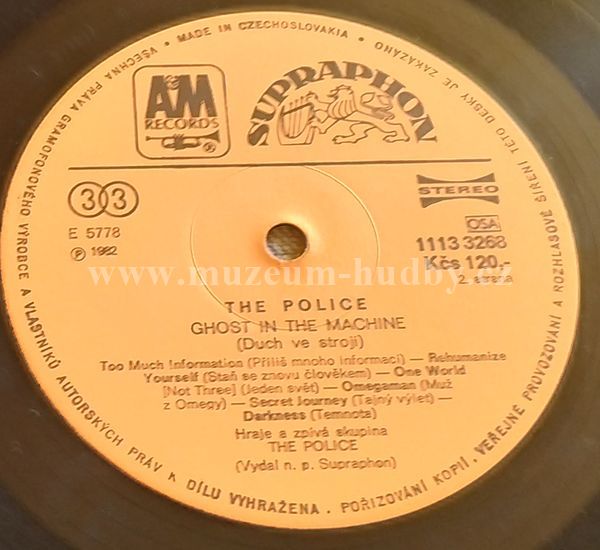 VŠECHNA PRÁVA GRAMOFONOVÉHO VÝROBCE A VLASTNÍKŮ AUTORSKÝCH PRÁV K DÍLU VYHRAŽENA. POŘIZOVÁNÍ KOPIÍ, VEŘEJNÉ PROVOZOVÁNÍ A ROZHLASOVÉ ŠÍŘENÍ TÉTO DESKY JE ZAKÁZÁNO • MADE IN CZECHOSLOVAKIA •
A&M
RECORDS
SUPRAPHON
33
STEREO
E 5778
℗ 1982
OSA
1113 3268
Kčs 120,-
2. strana
www.muzeum-hudby.cz
THE POLICE
GHOST IN THE MACHINE
(Duch ve stroji)
Too Much Information (Příliš mnoho informací) — Rehumanize
Yourself (Staň se znovu člověkem) — One World
[Not Three] (Jeden svět) — Omegaman (Muž
z Omegy) — Secret Journey (Tajný výlet) —
Darkness (Temnota)
Hraje a zpívá skupina
THE POLICE
(Vydal n. p. Supraphon)